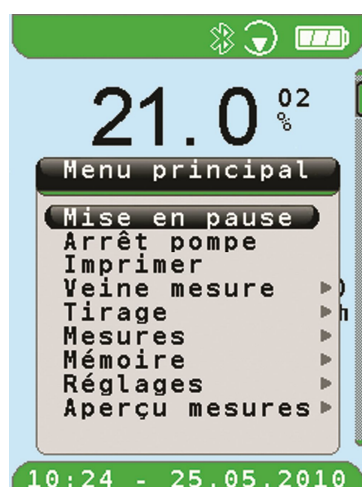 21.0 02
%
Menu principal
Mise en pause
Arrêt pompe
Imprimer
Veine mesure
Tirage
h
Mesures
Mémoire
Réglages
Aperçu mesures
10:24 - 25.05.2010